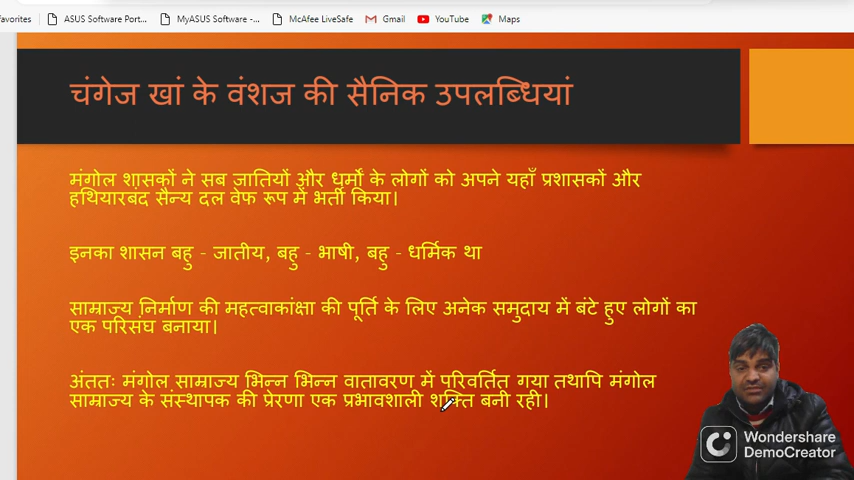 avorites ASUS Software Port... MyASUS Software -... McAfee LiveSafe Gmail YouTube Maps
चंगेज खां के वंशज की सैनिक उपलब्धियां
मंगोल शासकों ने सब जातियों और धर्मो के लोगों को अपने यहाँ प्रशासकों और
हथियारबंद सैन्य दल वेफ रूप में भर्ती किया।
इनका शासन बहु - जातीय, बहु - भाषी, बहु - धर्मिक था
साम्राज्य निर्माण की महत्वाकांक्षा की पूर्ति के लिए अनेक समुदाय में बंटे हुए लोगों का
एक परिसंघ बनाया।
अंततः मंगोल साम्राज्य भिन्न भिन्न वातावरण में परिवर्तित गया तथापि मंगोल
साम्राज्य के संस्थापक की प्रेरणा एक प्रभावशाली शक्ति बनी रही।
Wondershare
DemoCreator